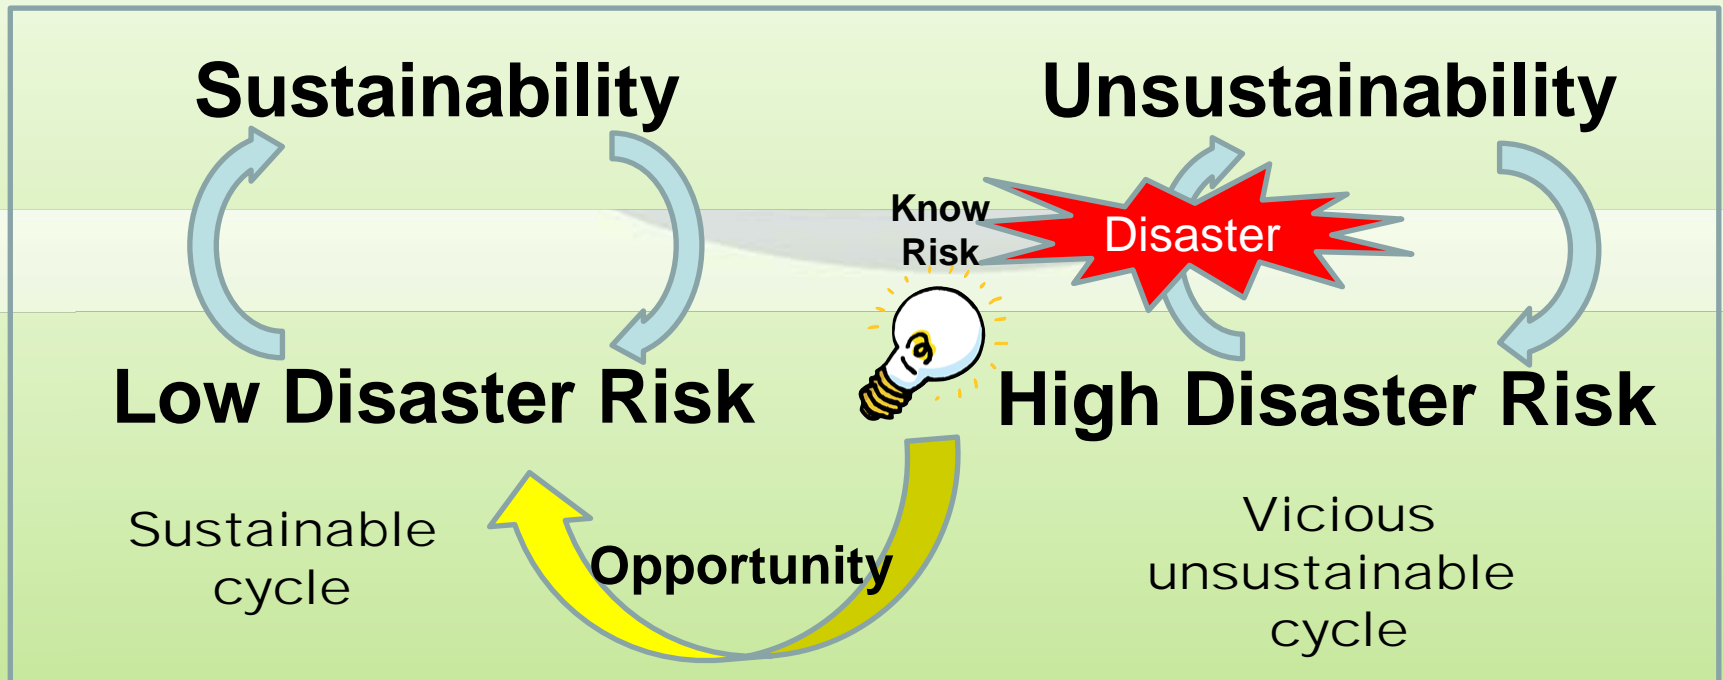 Sustainability
Unsustainability
Know
Risk
Disaster
Low Disaster Risk
High Disaster Risk
Sustainable
cycle
Opportunity
Vicious
unsustainable
cycle